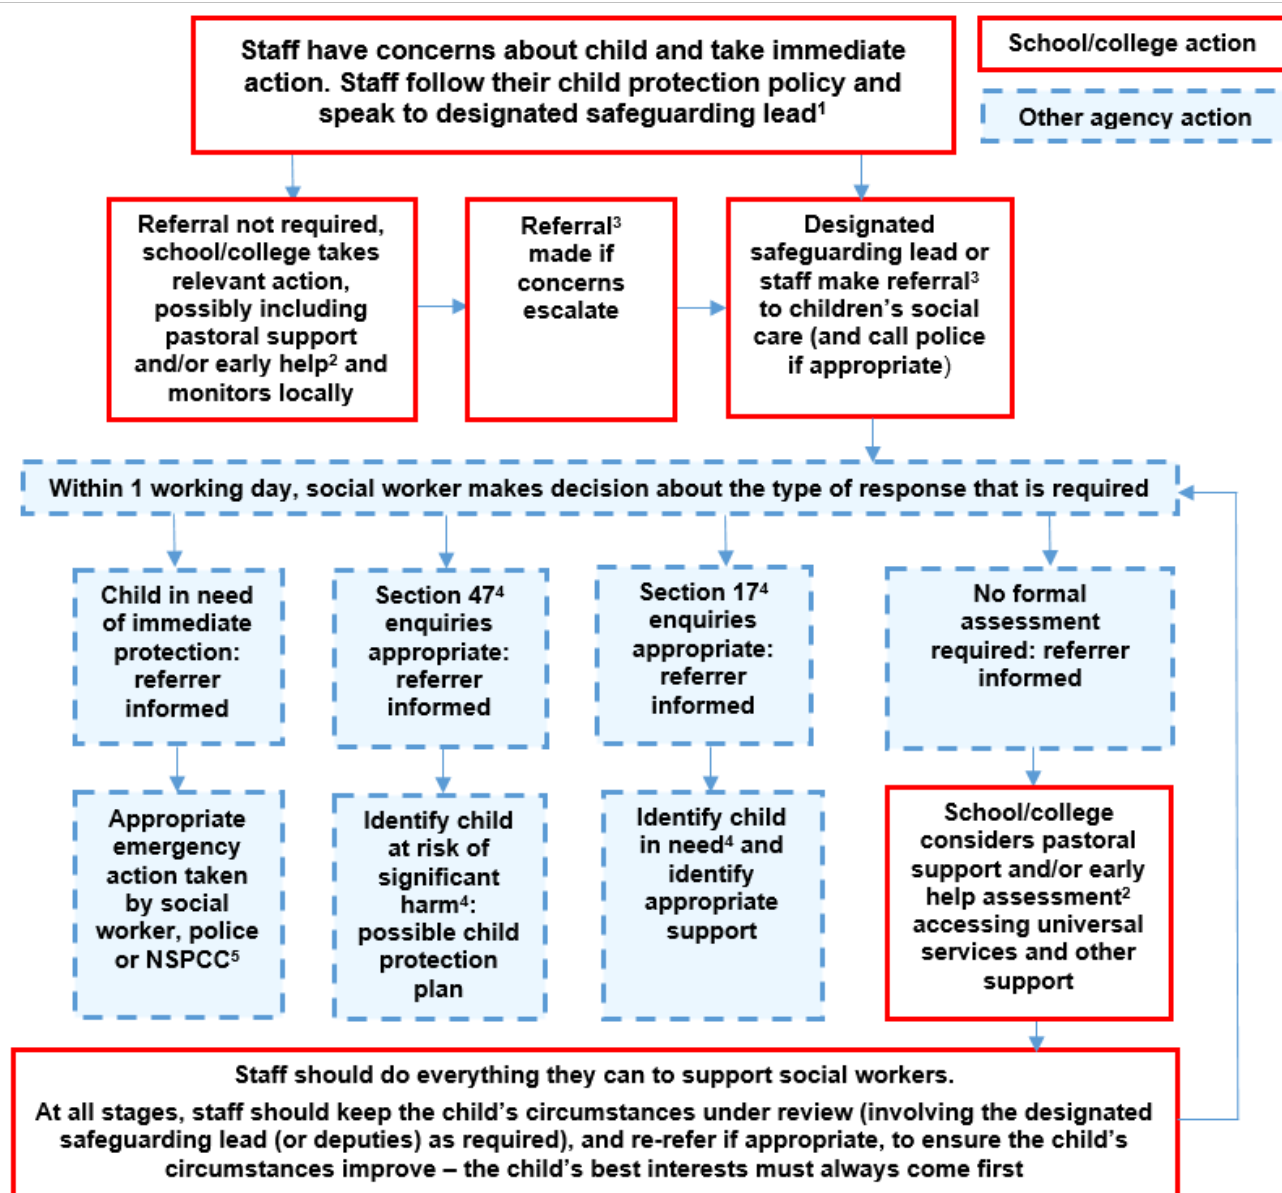 Staff have concerns about child and take immediate
action. Staff follow their child protection policy and
speak to designated safeguarding lead¹
School/college action
Other agency action
Referral not required,
school/college takes
relevant action,
possibly including
pastoral support
and/or early help² and
monitors locally
Referral³
made if
concerns
escalate
Designated
safeguarding lead or
staff make referral³
to children’s social
care (and call police
if appropriate)
Within 1 working day, social worker makes decision about the type of response that is required
Child in need
of immediate
protection:
referrer
informed
Section 47⁴
enquiries
appropriate:
referrer
informed
Section 17⁴
enquiries
appropriate:
referrer
informed
No formal
assessment
required: referrer
informed
Appropriate
emergency
action taken
by social
worker, police
or NSPCC⁵
Identify child
at risk of
significant
harm⁴:
possible child
protection
plan
Identify child
in need⁴ and
identify
appropriate
support
School/college
considers pastoral
support and/or early
help assessment²
accessing universal
services and other
support
Staff should do everything they can to support social workers.
At all stages, staff should keep the child’s circumstances under review (involving the designated
safeguarding lead (or deputies) as required), and re-refer if appropriate, to ensure the child’s
circumstances improve – the child’s best interests must always come first